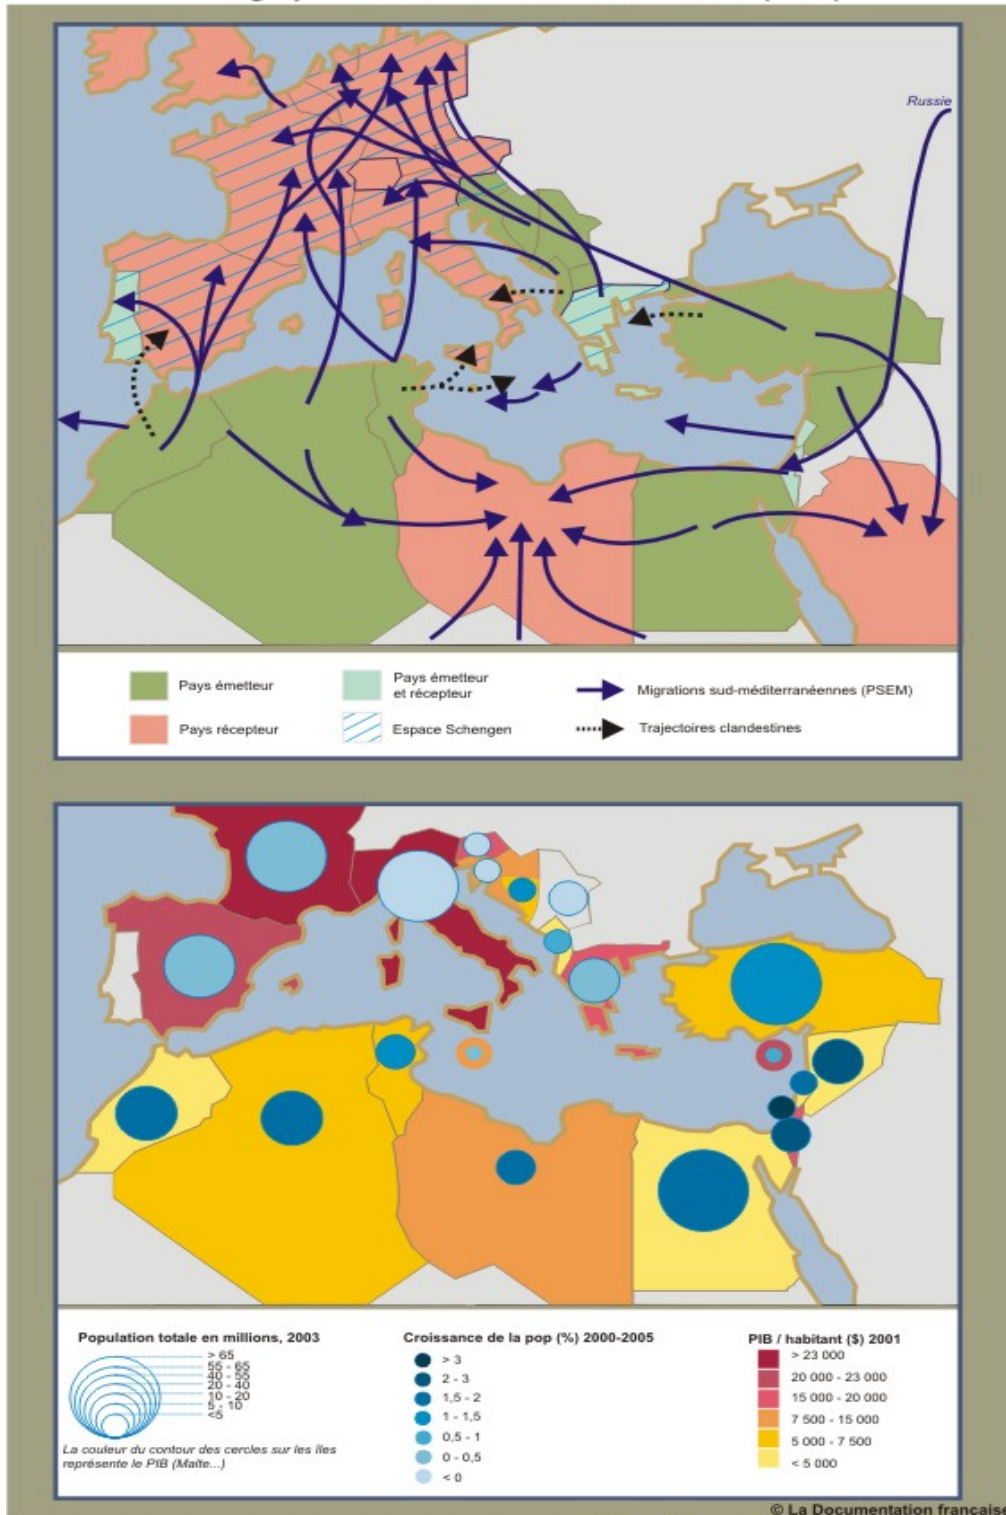 Russie
Pays émetteur
Pays émetteur
et récepteur
Migrations sud-méditerranéennes (PSEM)
Pays récepteur
Espace Schengen
Trajectoires clandestines
Population totale en millions, 2003
> 65
55 - 65
40 - 55
20 - 40
10 - 20
5 - 10
<5
La couleur du contour des cercles sur les îles
représente le PIB (Malte...)
Croissance de la pop (%) 2000-2005
> 3
2 - 3
1,5 - 2
1 - 1,5
0,5 - 1
0 - 0,5
< 0
PIB / habitant ($) 2001
> 23 000
20 000 - 23 000
15 000 - 20 000
7 500 - 15 000
5 000 - 7 500
< 5 000
© La Documentation française